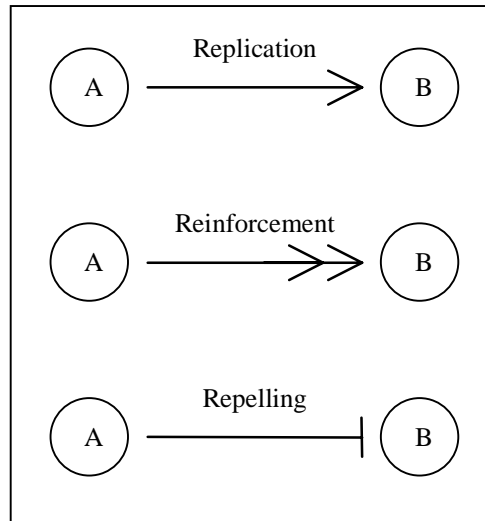 Replication
A B
Reinforcement
A B
Repelling
A B